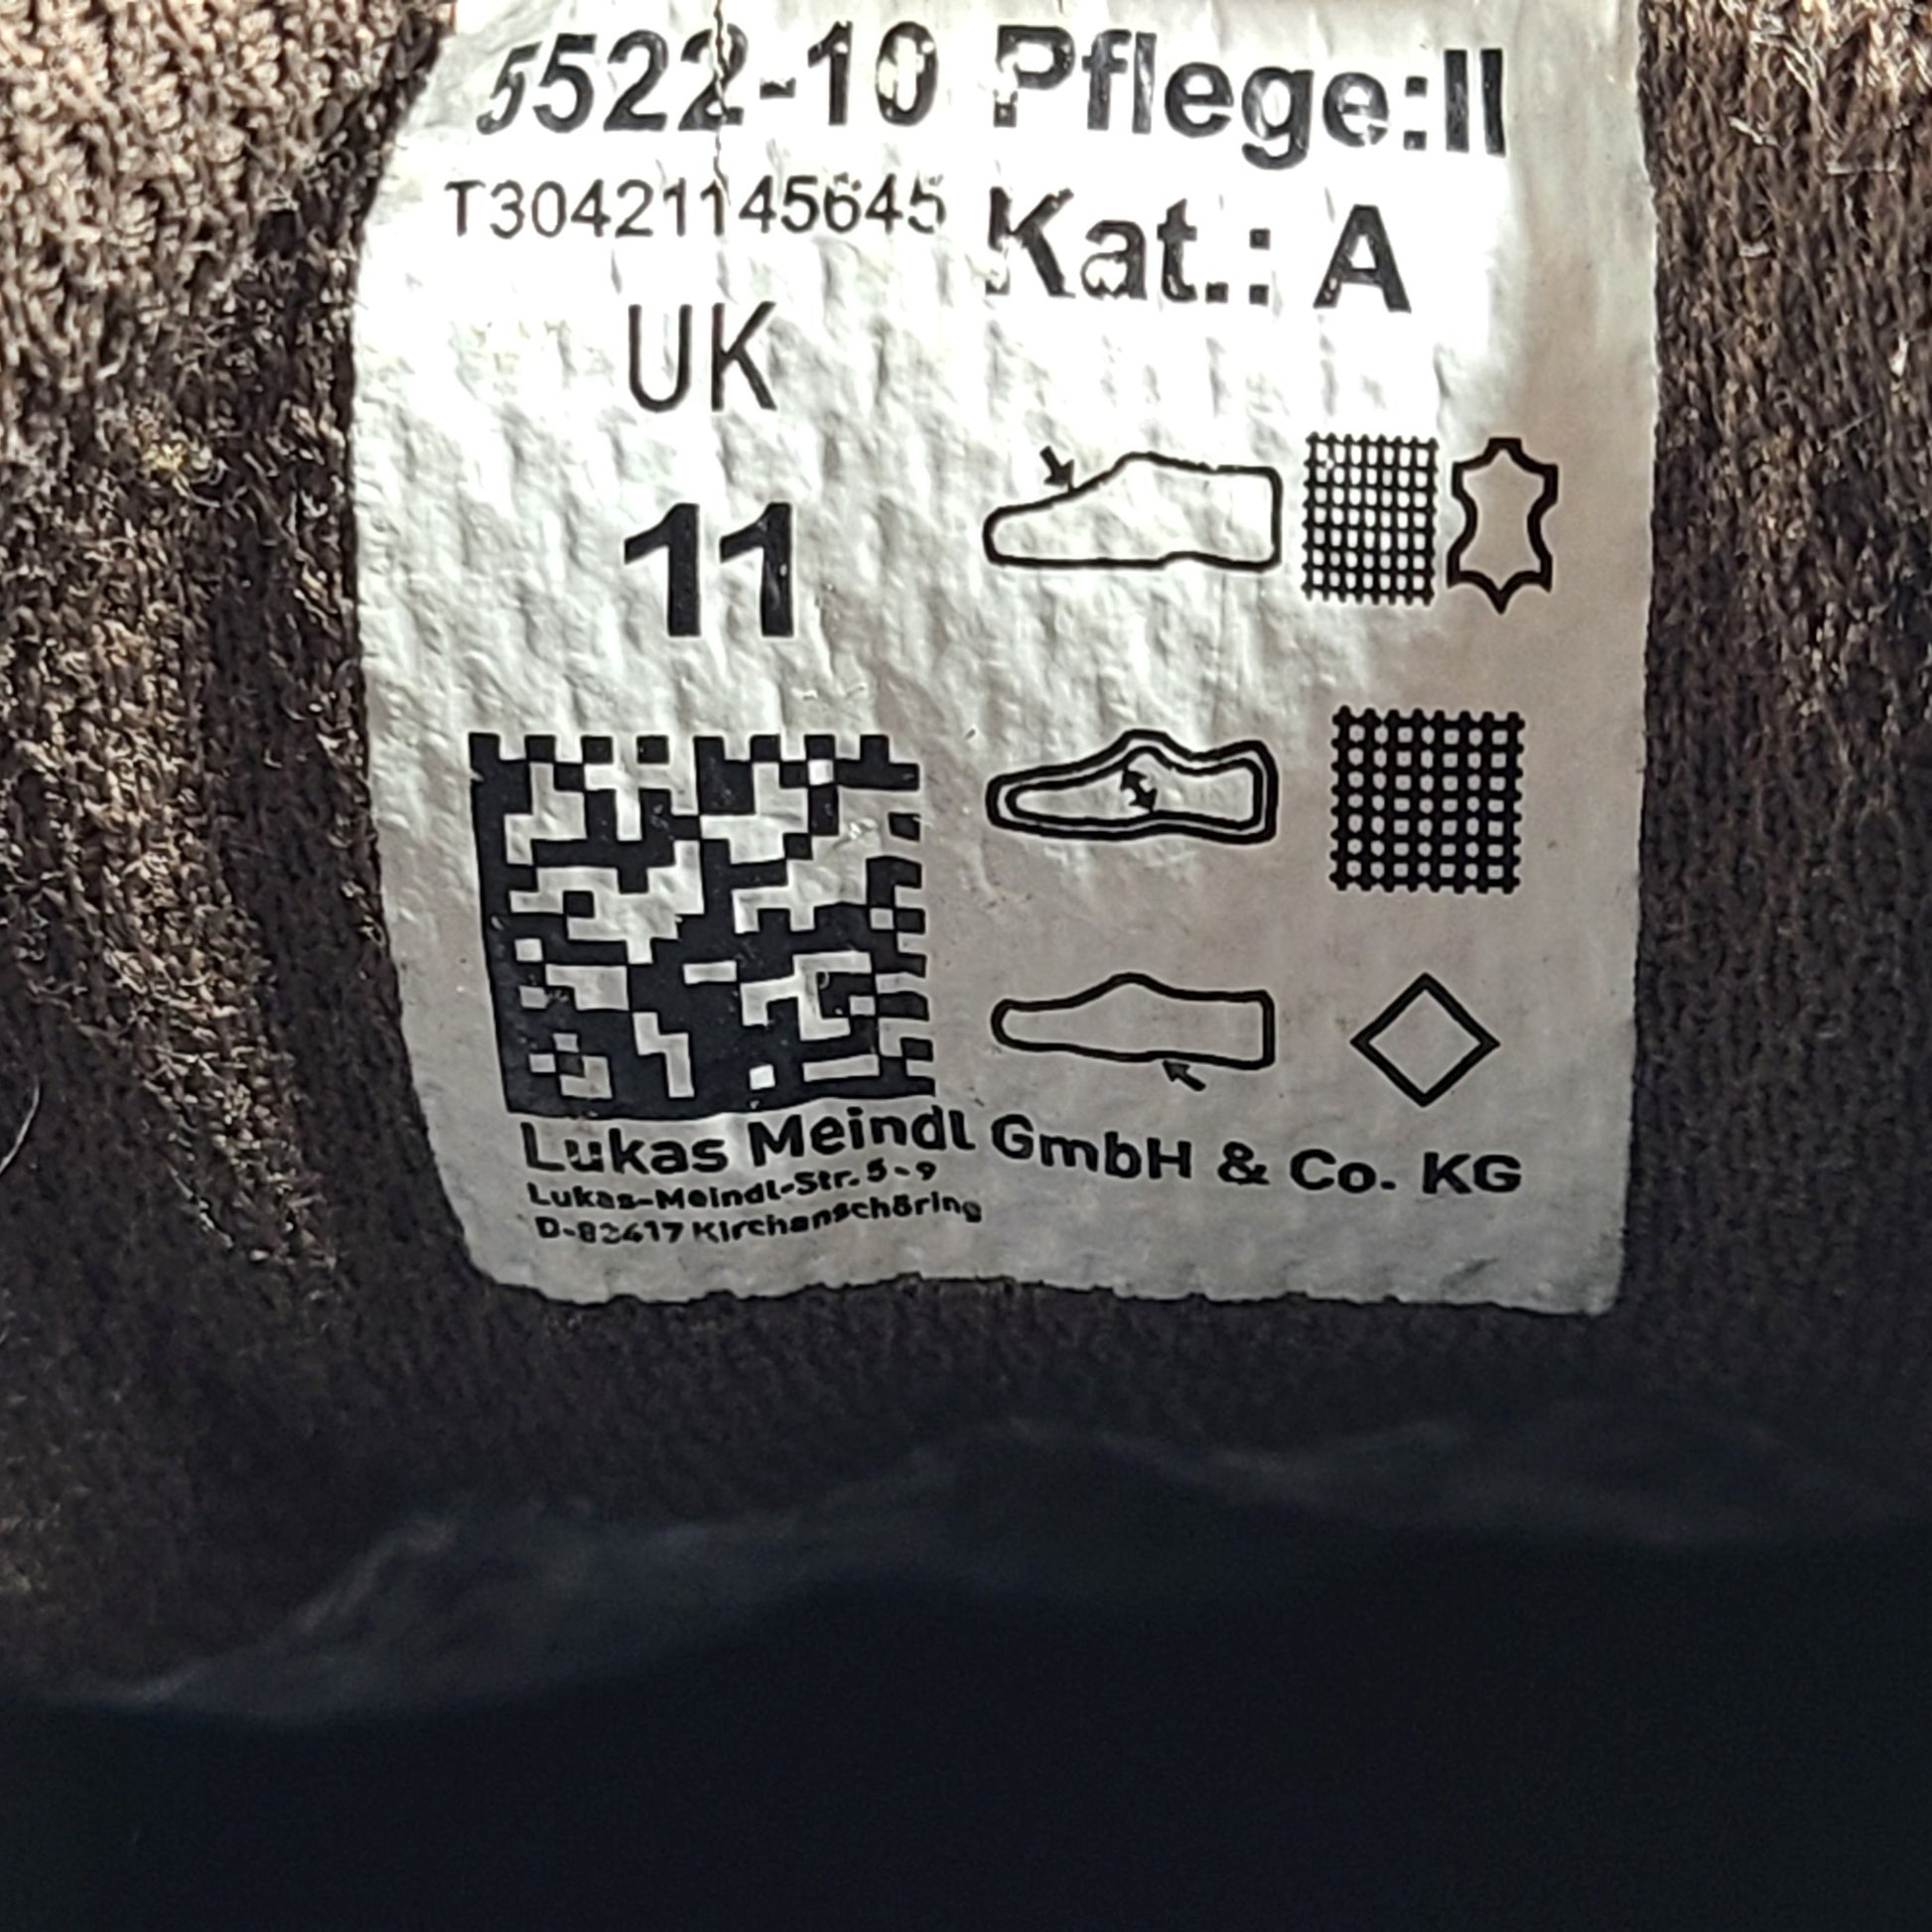 5522-10 Pflege:II
T30421145645 Kat.: A
UK
11
Lukas Meindl GmbH & Co. KG
Lukas-Meindl-Str. 5-9
D-83417 Kirchanschöring